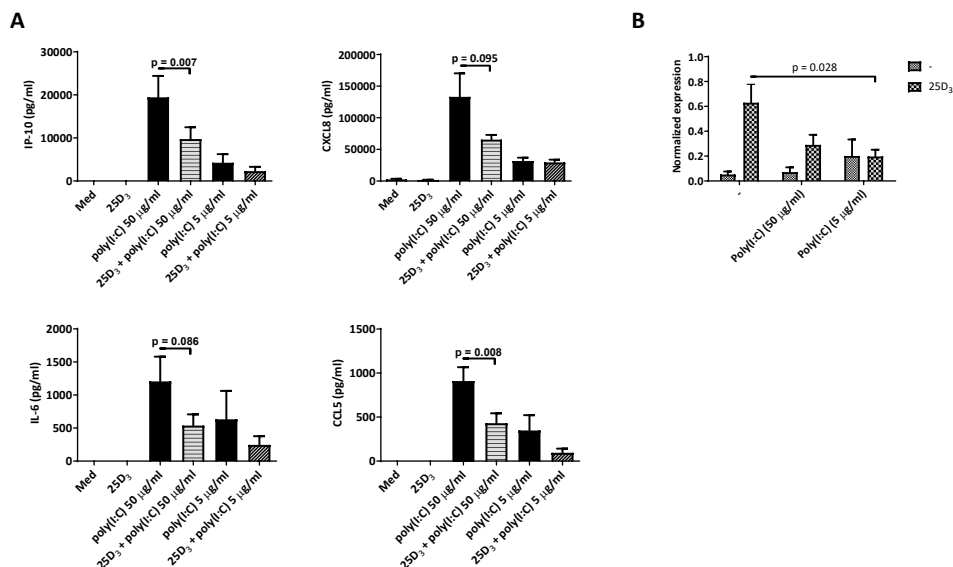 A
IP-10 (pg/ml)
30000
20000
10000
0
p = 0.007
Med
25D₃
poly(I:C) 50 µg/ml
25D₃ + poly(I:C) 50 µg/ml
poly(I:C) 5 µg/ml
25D₃ + poly(I:C) 5 µg/ml
CXCL8 (pg/ml)
200000
150000
100000
50000
0
p = 0.095
Med
25D₃
poly(I:C) 50 µg/ml
25D₃ + poly(I:C) 50 µg/ml
poly(I:C) 5 µg/ml
25D₃ + poly(I:C) 5 µg/ml
B
Normalized expression
1.0
0.8
0.6
0.4
0.2
0.0
p = 0.028
-
25D₃
-
Poly(I:C) (50 µg/ml)
Poly(I:C) (5 µg/ml)
IL-6 (pg/ml)
2000
1500
1000
500
0
p = 0.086
Med
25D₃
poly(I:C) 50 µg/ml
25D₃ + poly(I:C) 50 µg/ml
poly(I:C) 5 µg/ml
25D₃ + poly(I:C) 5 µg/ml
CCL5 (pg/ml)
1500
1000
500
0
p = 0.008
Med
25D₃
poly(I:C) 50 µg/ml
25D₃ + poly(I:C) 50 µg/ml
poly(I:C) 5 µg/ml
25D₃ + poly(I:C) 5 µg/ml